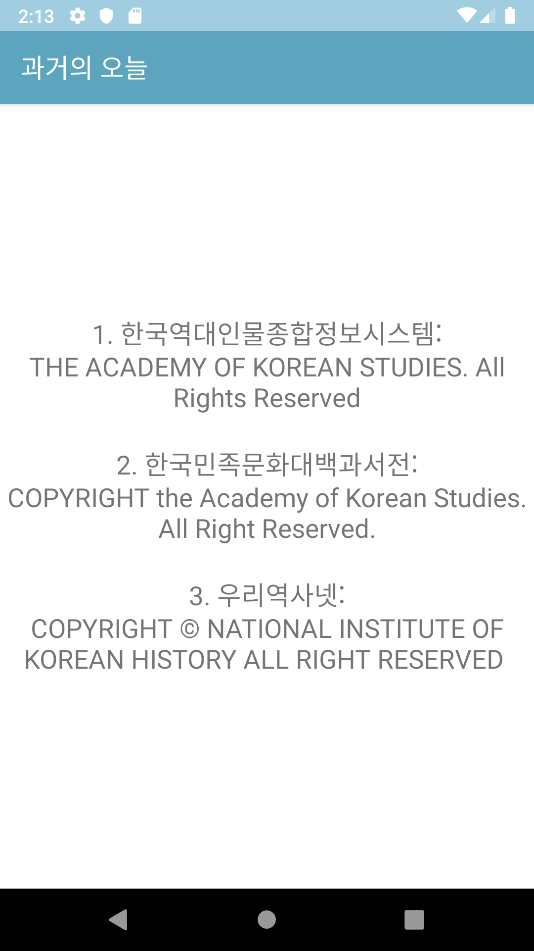 2:13
과거의 오늘
1. 한국역대인물종합정보시스템:
THE ACADEMY OF KOREAN STUDIES. All
Rights Reserved
2. 한국민족문화대백과서전:
COPYRIGHT the Academy of Korean Studies.
All Right Reserved.
3. 우리역사넷:
COPYRIGHT © NATIONAL INSTITUTE OF
KOREAN HISTORY ALL RIGHT RESERVED